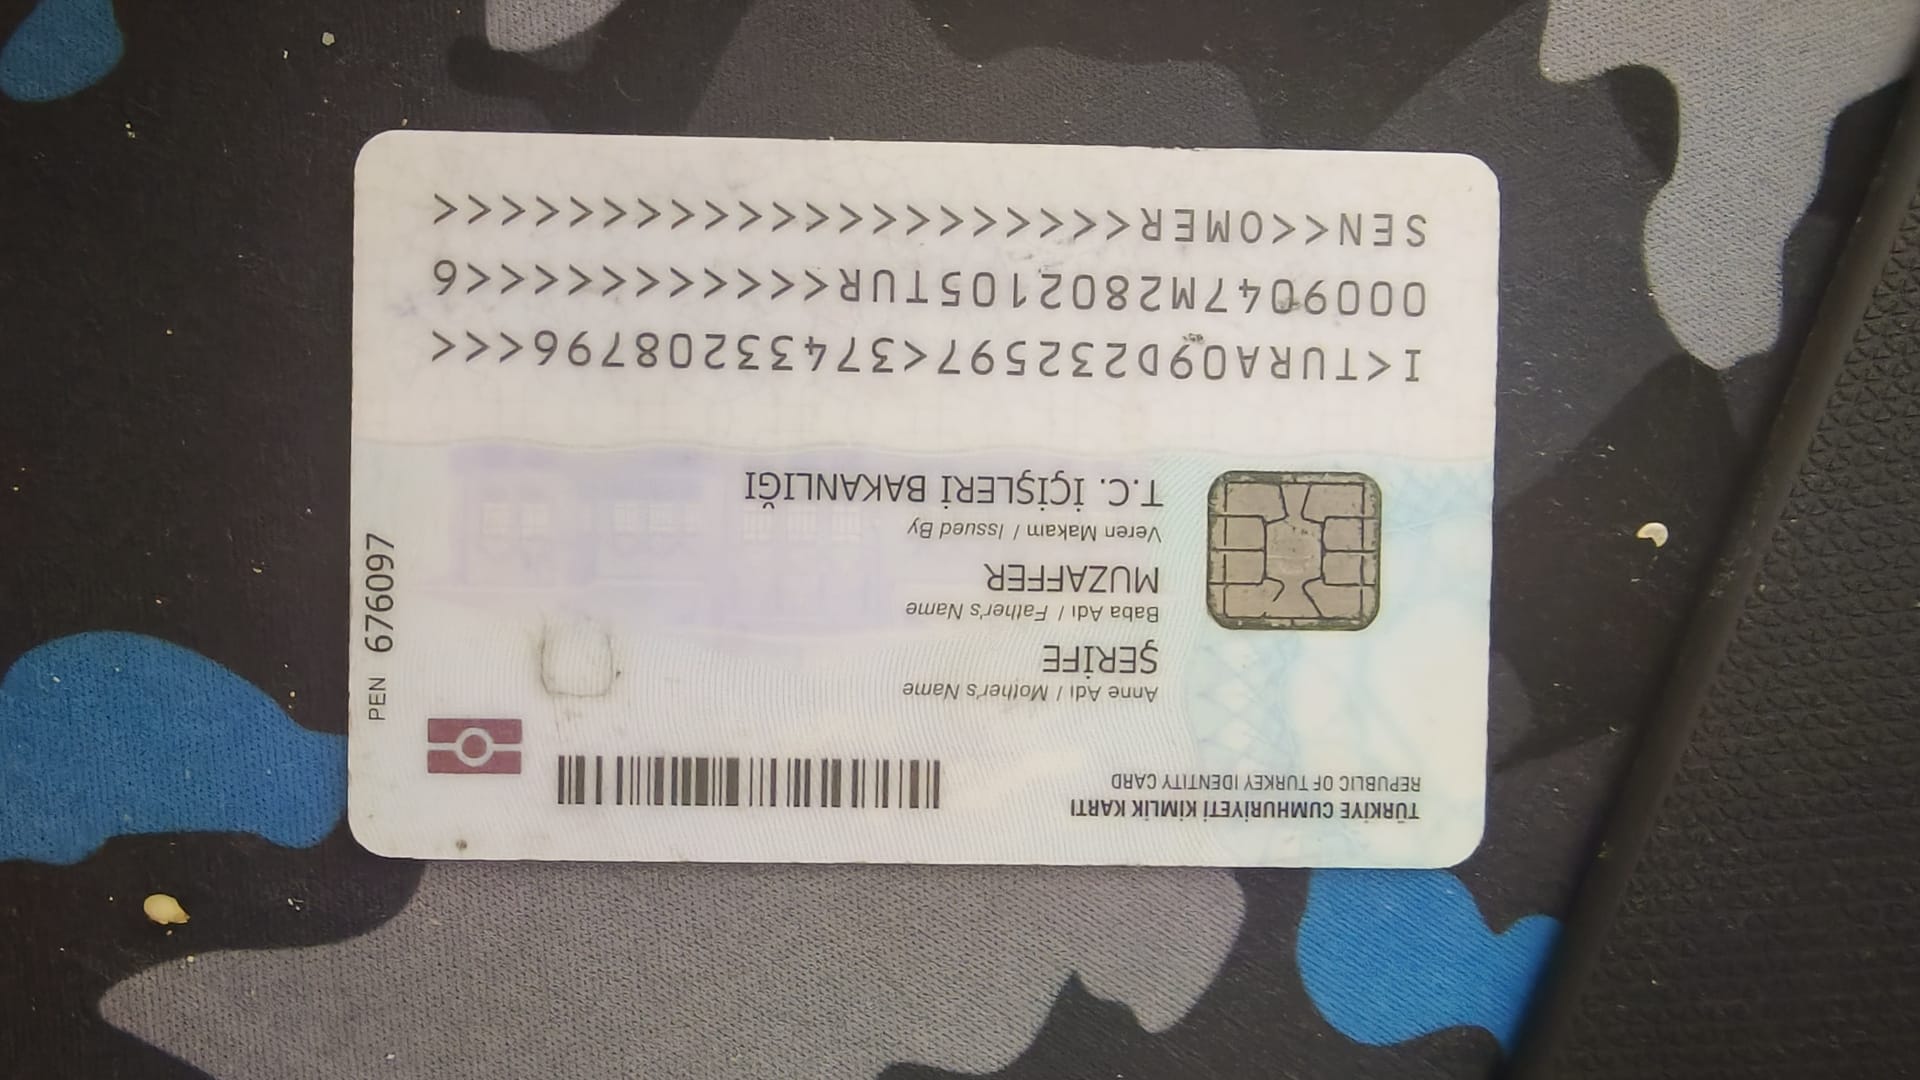 TÜRKİYE CUMHURİYETİ KİMLİK KARTI
REPUBLIC OF TURKEY IDENTITY CARD
Anne Adı / Mother's Name
ŞERİFE
Baba Adı / Father's Name
MUZAFFER
Veren Makam / Issued By
T.C. İÇİŞLERİ BAKANLIĞI
PEN 676097
I<TURA09D232597<37433208796<<<
0009047M2802105TUR<<<<<<<<<<<6
SEN<<OMER<<<<<<<<<<<<<<<<<<<<<